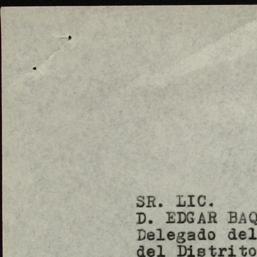 SR. LIC.
D. EDGAR BAQ
Delegado del
del Distrito